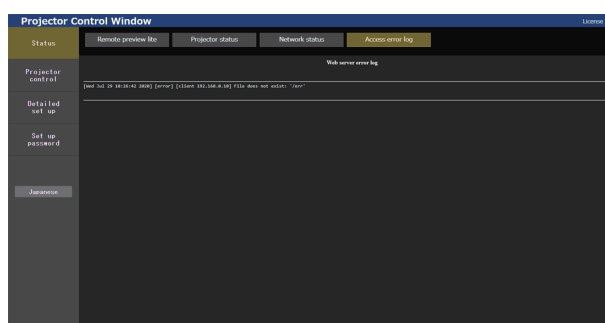 Projector Control Window
License
Status
Remote preview lite
Projector status
Network status
Access error log
Web server error log
[Wed Jul 29 10:26:42 2020] [error] [client 192.168.0.10] File does not exist: '/err'
Projector
control
Detailed
set up
Set up
password
Japanese